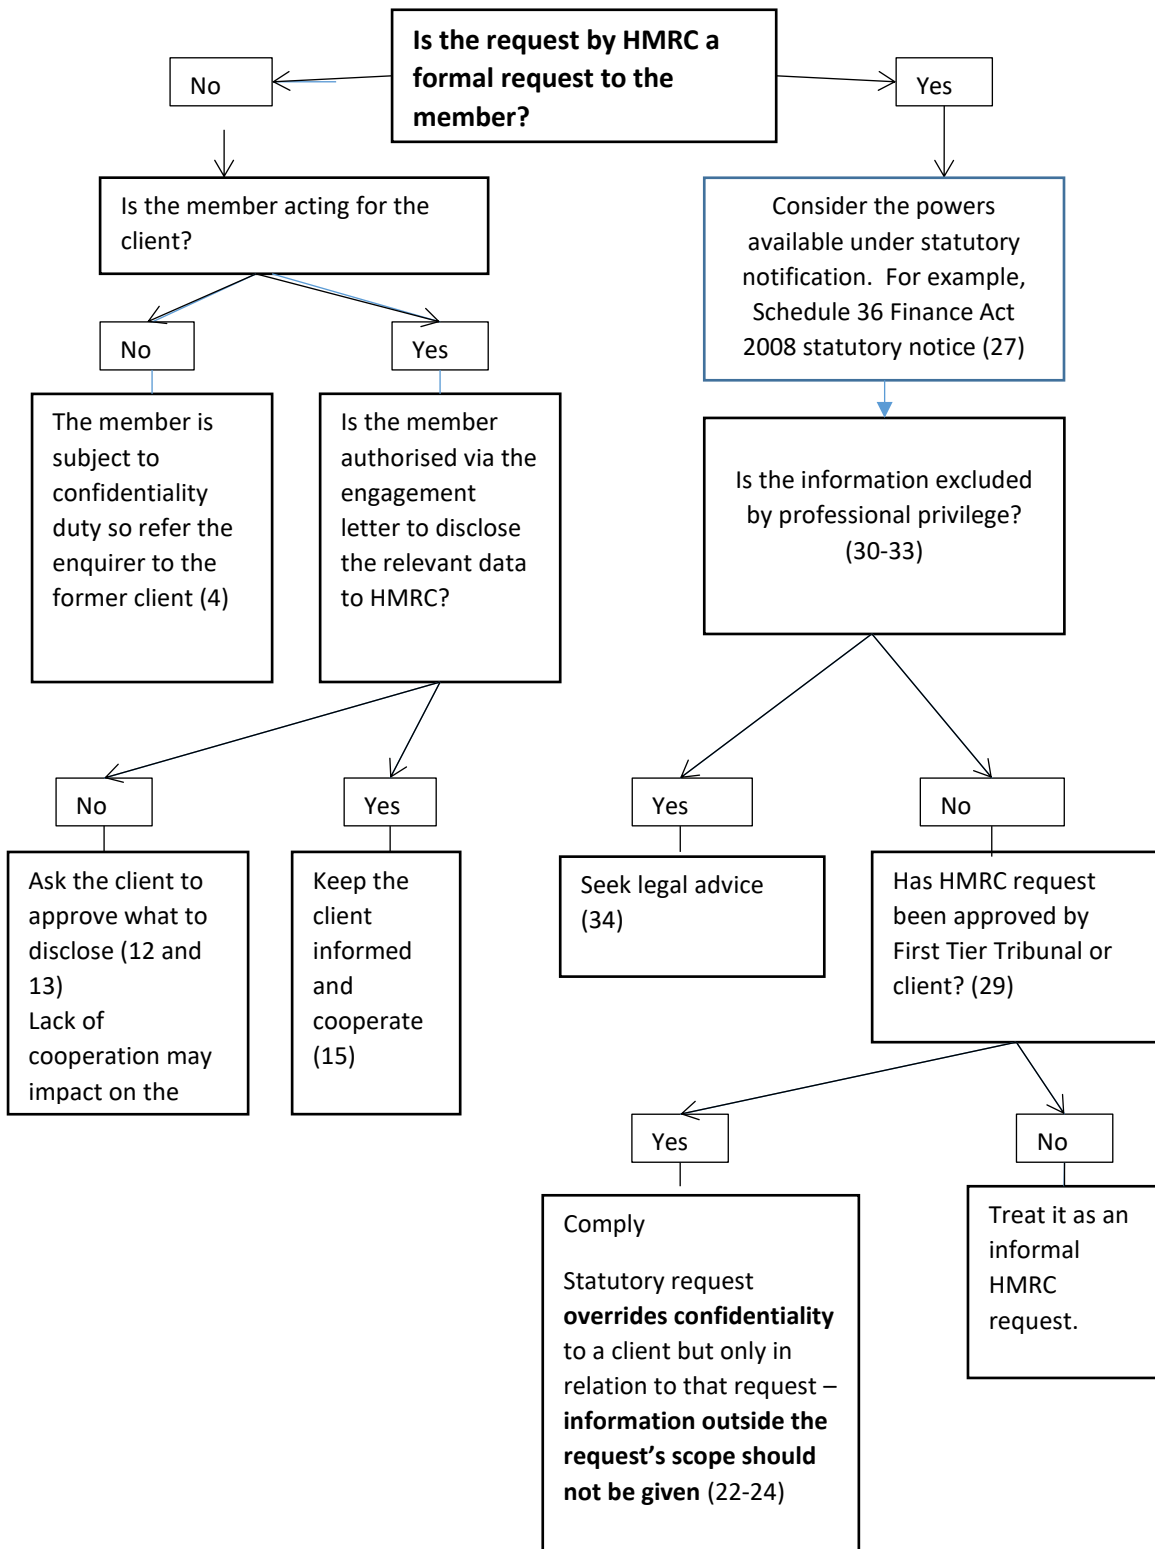 Is the request by HMRC a
formal request to the
member?
No
Yes
Is the member acting for the
client?
Consider the powers
available under statutory
notification.  For example,
Schedule 36 Finance Act
2008 statutory notice (27)
No
Yes
The member is
subject to
confidentiality
duty so refer the
enquirer to the
former client (4)
Is the member
authorised via the
engagement
letter to disclose
the relevant data
to HMRC?
Is the information excluded
by professional privilege?
(30-33)
No
Yes
Yes
No
Ask the client to
approve what to
disclose (12 and
13)
Lack of
cooperation may
impact on the
Keep the
client
informed
and
cooperate
(15)
Seek legal advice
(34)
Has HMRC request
been approved by
First Tier Tribunal or
client? (29)
Yes
No
Comply
Statutory request
overrides confidentiality
to a client but only in
relation to that request –
information outside the
request’s scope should
not be given (22-24)
Treat it as an
informal
HMRC
request.